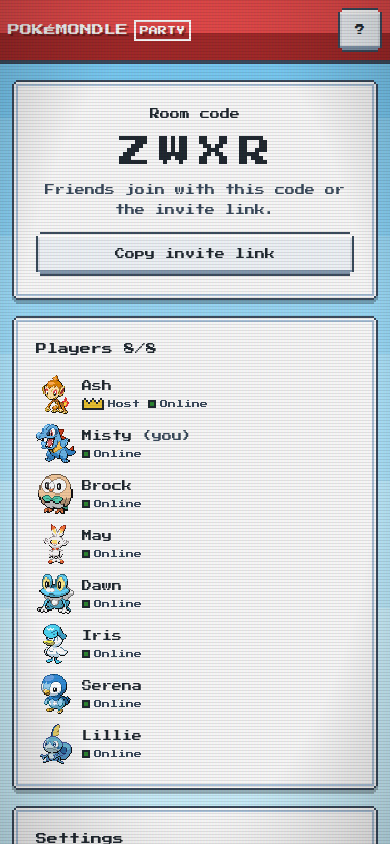 POKéMONDLE PARTY ?
Room code
ZWXR
Friends join with this code or
the invite link.
Copy invite link
Players 8/8
Ash
Host Online
Misty (you)
Online
Brock
Online
May
Online
Dawn
Online
Iris
Online
Serena
Online
Lillie
Online
Settings